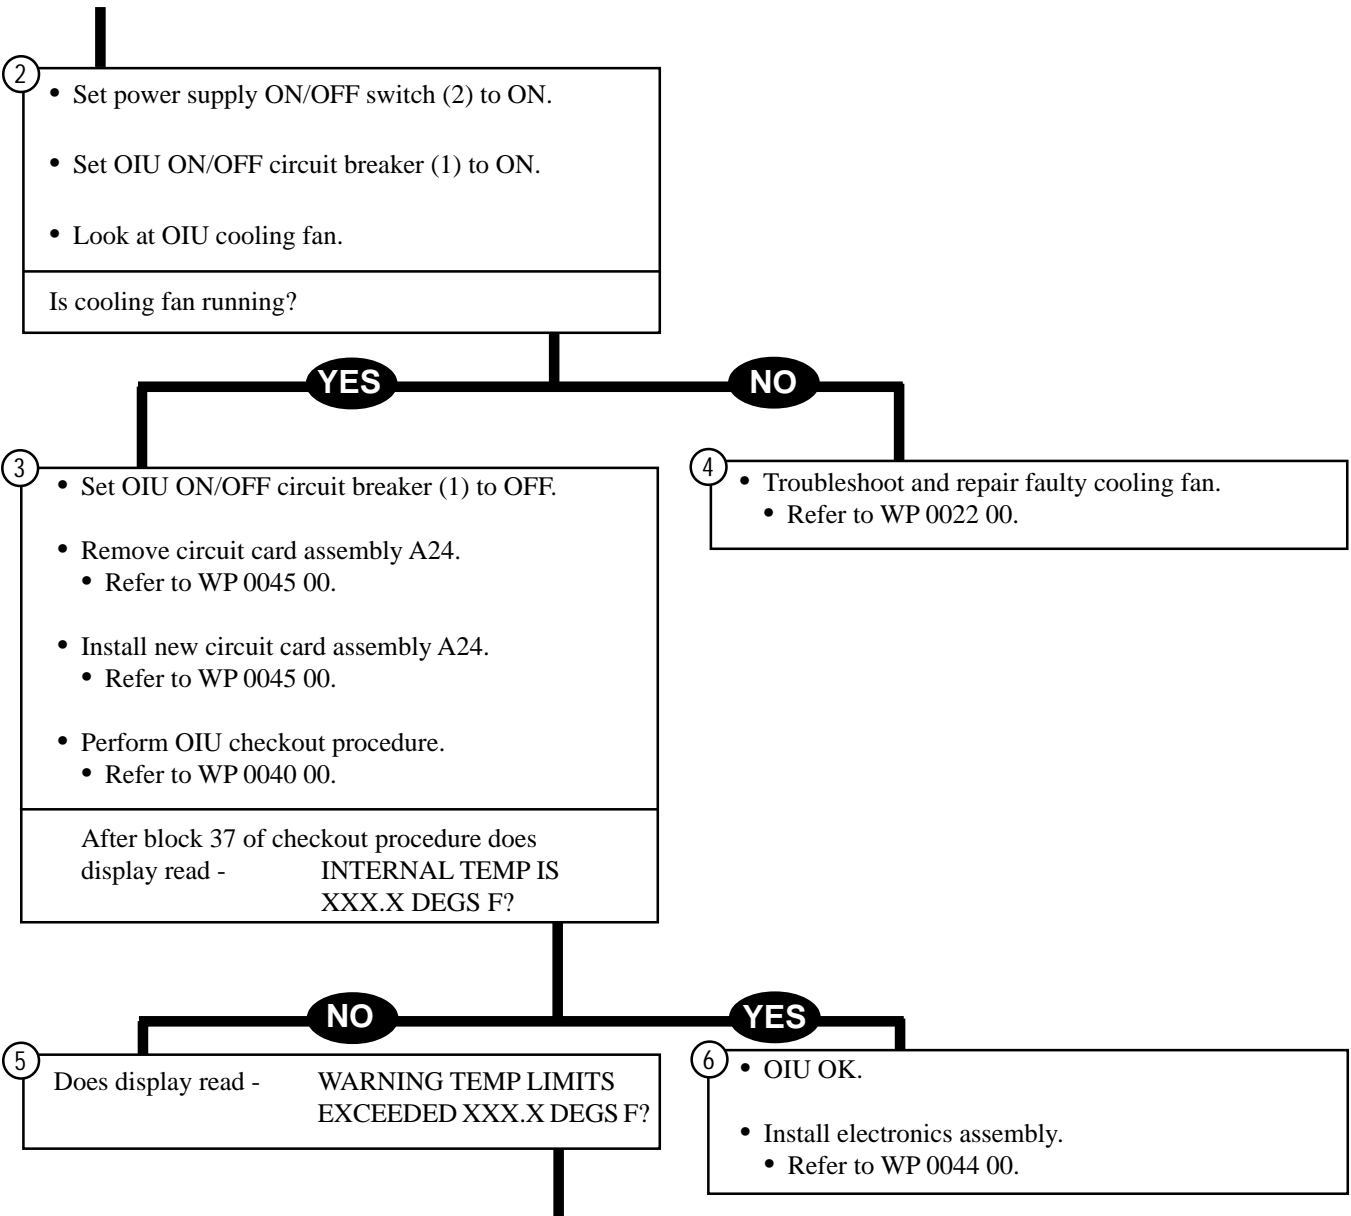 2
• Set power supply ON/OFF switch (2) to ON.
• Set OIU ON/OFF circuit breaker (1) to ON.
• Look at OIU cooling fan.
Is cooling fan running?
YES
NO
3
• Set OIU ON/OFF circuit breaker (1) to OFF.
• Remove circuit card assembly A24.
• Refer to WP 0045 00.
• Install new circuit card assembly A24.
• Refer to WP 0045 00.
• Perform OIU checkout procedure.
• Refer to WP 0040 00.
After block 37 of checkout procedure does
display read - INTERNAL TEMP IS
XXX.X DEGS F?
4
• Troubleshoot and repair faulty cooling fan.
• Refer to WP 0022 00.
NO
YES
5
Does display read - WARNING TEMP LIMITS
EXCEEDED XXX.X DEGS F?
6
• OIU OK.
• Install electronics assembly.
• Refer to WP 0044 00.